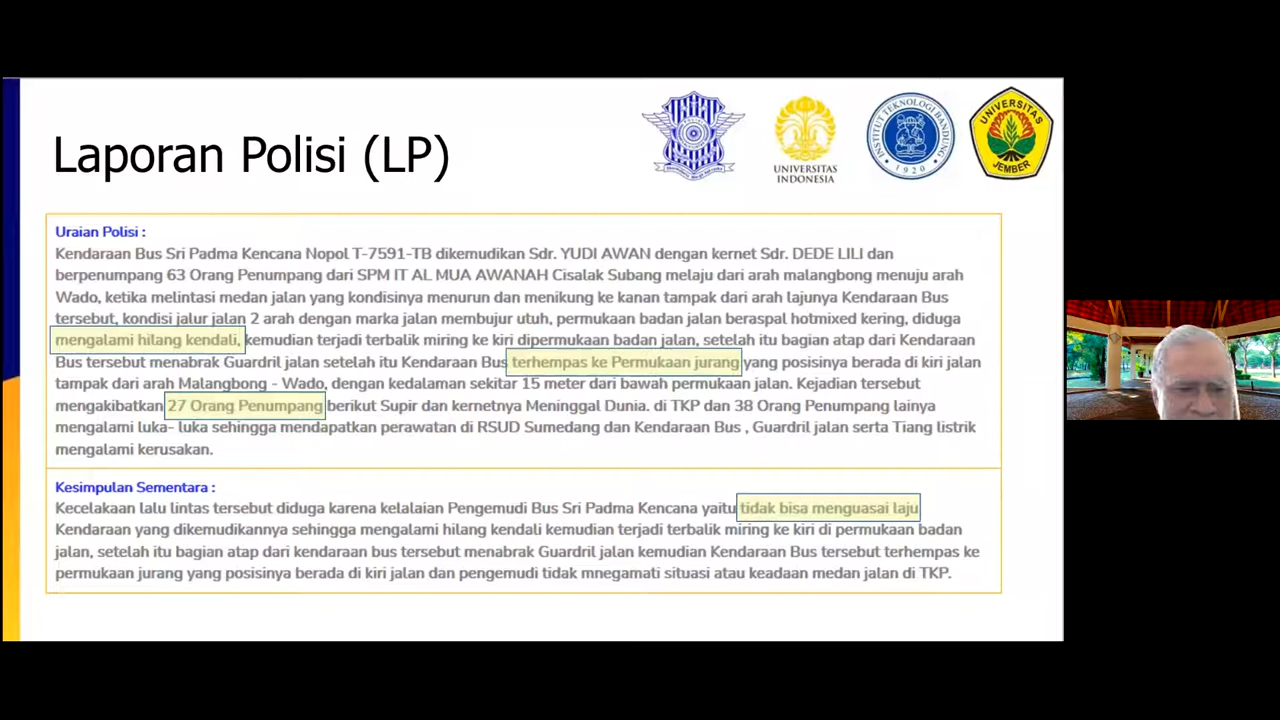 Laporan Polisi (LP)
UNIVERSITAS
INDONESIA
INSTITUT TEKNOLOGI BANDUNG
1920
UNIVERSITAS
JEMBER
Uraian Polisi :
Kendaraan Bus Sri Padma Kencana Nopol T-7591-TB dikemudikan Sdr. YUDI AWAN dengan kernet Sdr. DEDE LILI dan
berpenumpang 63 Orang Penumpang dari SPM IT AL MUA AWANAH Cisalak Subang melaju dari arah malangbong menuju arah
Wado, ketika melintasi medan jalan yang kondisinya menurun dan menikung ke kanan tampak dari arah lajunya Kendaraan Bus
tersebut, kondisi jalur jalan 2 arah dengan marka jalan membujur utuh, permukaan badan jalan beraspal hotmixed kering, diduga
mengalami hilang kendali, kemudian terjadi terbalik miring ke kiri dipermukaan badan jalan, setelah itu bagian atap dari Kendaraan
Bus tersebut menabrak Guardril jalan setelah itu Kendaraan Bus terhempas ke Permukaan jurang yang posisinya berada di kiri jalan
tampak dari arah Malangbong - Wado, dengan kedalaman sekitar 15 meter dari bawah permukaan jalan. Kejadian tersebut
mengakibatkan 27 Orang Penumpang berikut Supir dan kernetnya Meninggal Dunia. di TKP dan 38 Orang Penumpang lainya
mengalami luka- luka sehingga mendapatkan perawatan di RSUD Sumedang dan Kendaraan Bus , Guardril jalan serta Tiang listrik
mengalami kerusakan.
Kesimpulan Sementara :
Kecelakaan lalu lintas tersebut diduga karena kelalaian Pengemudi Bus Sri Padma Kencana yaitu tidak bisa menguasai laju
Kendaraan yang dikemudikannya sehingga mengalami hilang kendali kemudian terjadi terbalik miring ke kiri di permukaan badan
jalan, setelah itu bagian atap dari kendaraan bus tersebut menabrak Guardril jalan kemudian Kendaraan Bus tersebut terhempas ke
permukaan jurang yang posisinya berada di kiri jalan dan pengemudi tidak mnegamati situasi atau keadaan medan jalan di TKP.